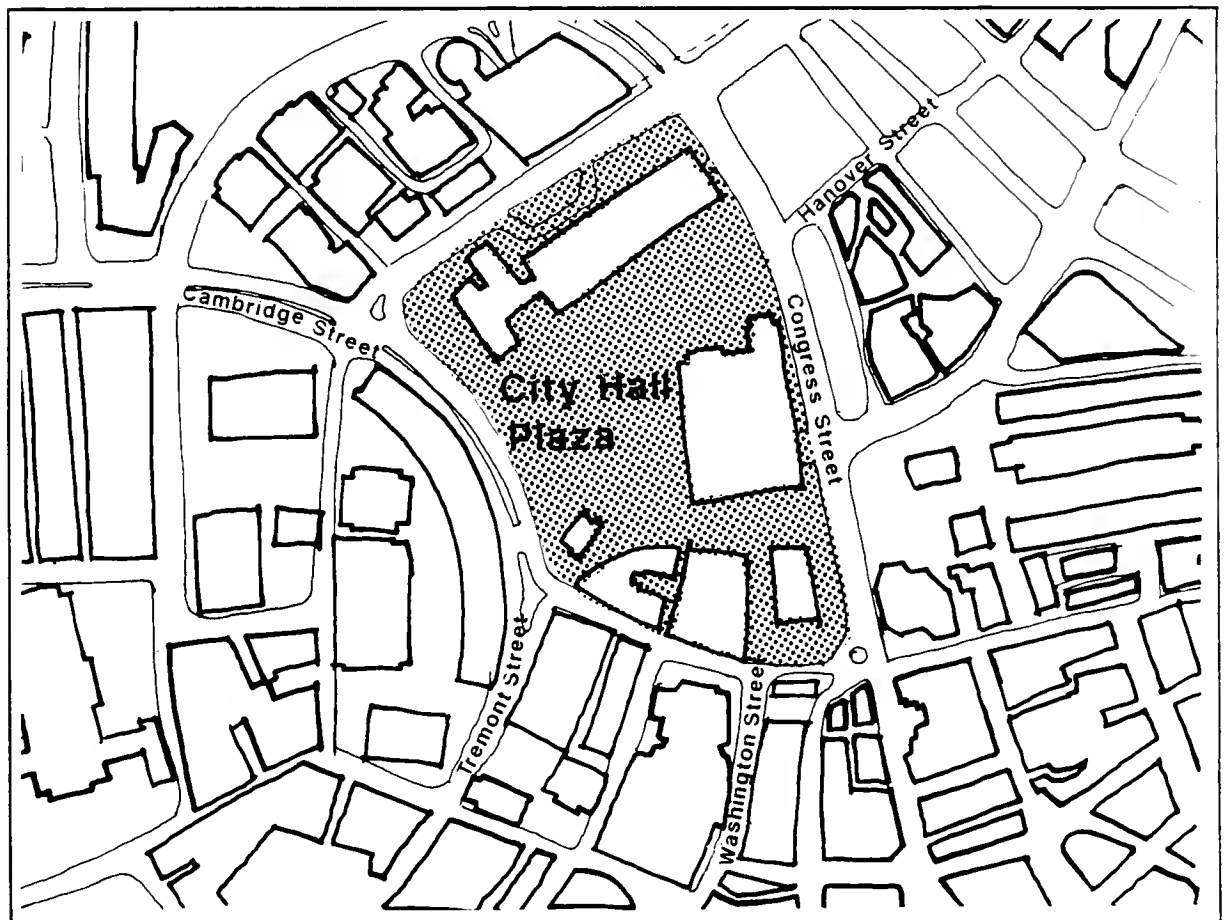 Hanover Street
Cambridge Street
Congress Street
City Hall
Plaza
Tremont Street
Washington Street